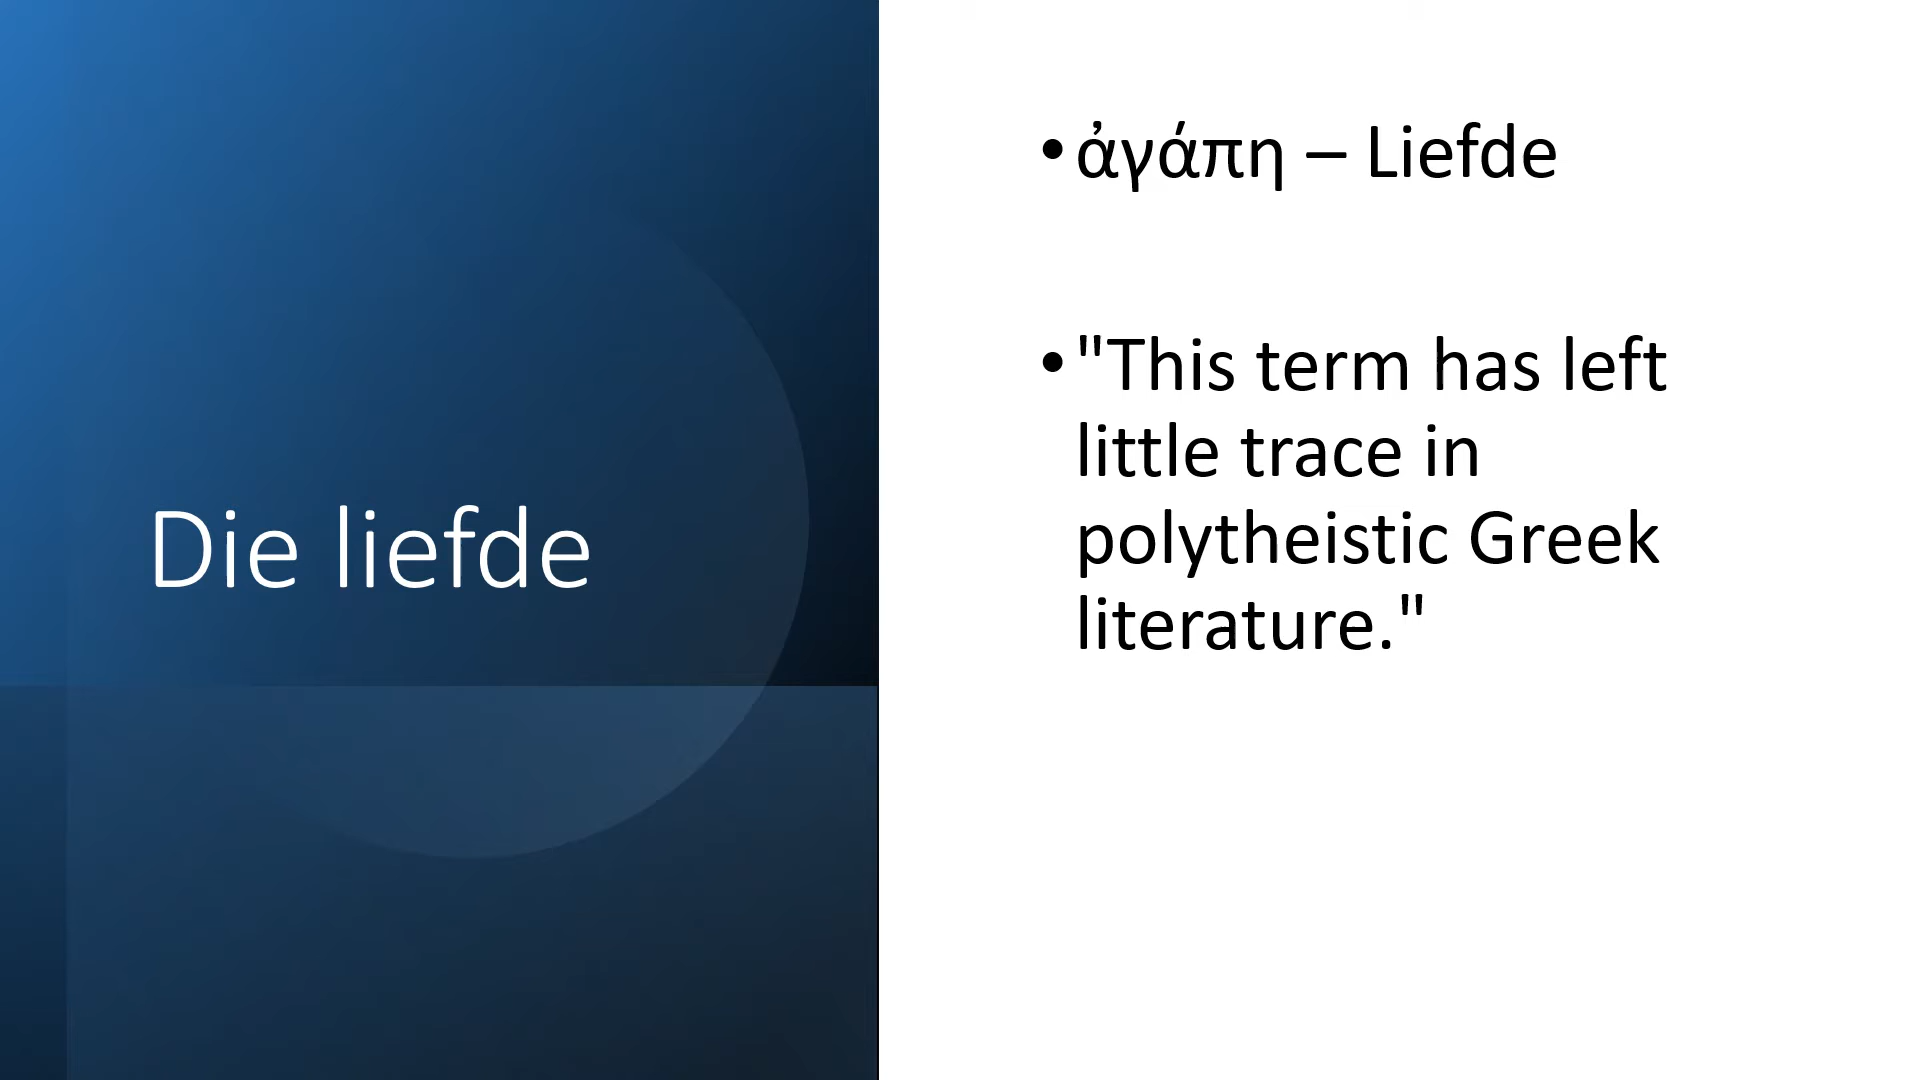 Die liefde
•ἀγάπη – Liefde
•"This term has left
little trace in
polytheistic Greek
literature."